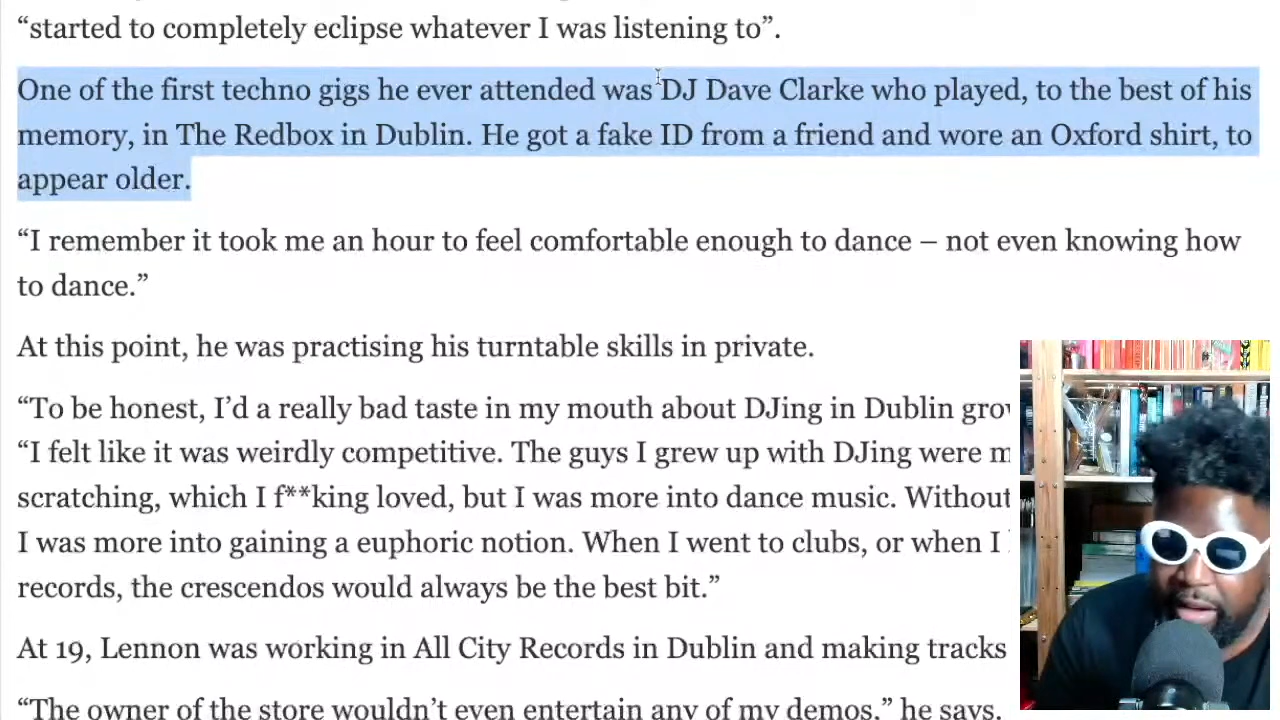 “started to completely eclipse whatever I was listening to”.
One of the first techno gigs he ever attended was DJ Dave Clarke who played, to the best of his
memory, in The Redbox in Dublin. He got a fake ID from a friend and wore an Oxford shirt, to
appear older.
“I remember it took me an hour to feel comfortable enough to dance – not even knowing how
to dance.”
At this point, he was practising his turntable skills in private.
“To be honest, I’d a really bad taste in my mouth about DJing in Dublin
“I felt like it was weirdly competitive. The guys I grew up with DJing were
scratching, which I f**king loved, but I was more into dance music. Without
I was more into gaining a euphoric notion. When I went to clubs, or when I
records, the crescendos would always be the best bit.”
At 19, Lennon was working in All City Records in Dublin and making tracks
“The owner of the store wouldn’t even entertain any of my demos,” he says.